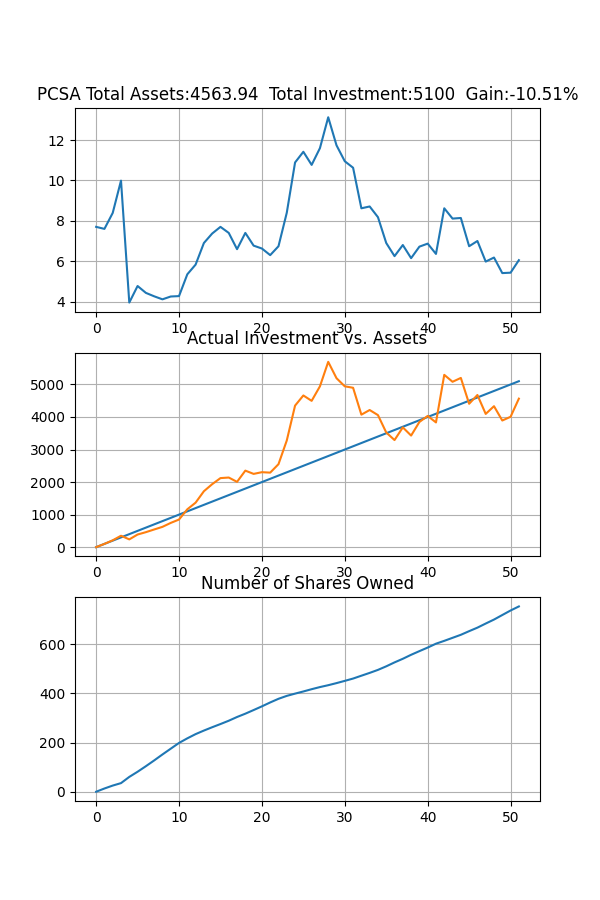 PCSA Total Assets:4563.94  Total Investment:5100  Gain:-10.51%
12
10
8
6
4
0 10 20 30 40 50
Actual Investment vs. Assets
5000
4000
3000
2000
1000
0
0 10 20 30 40 50
Number of Shares Owned
600
400
200
0
0 10 20 30 40 50